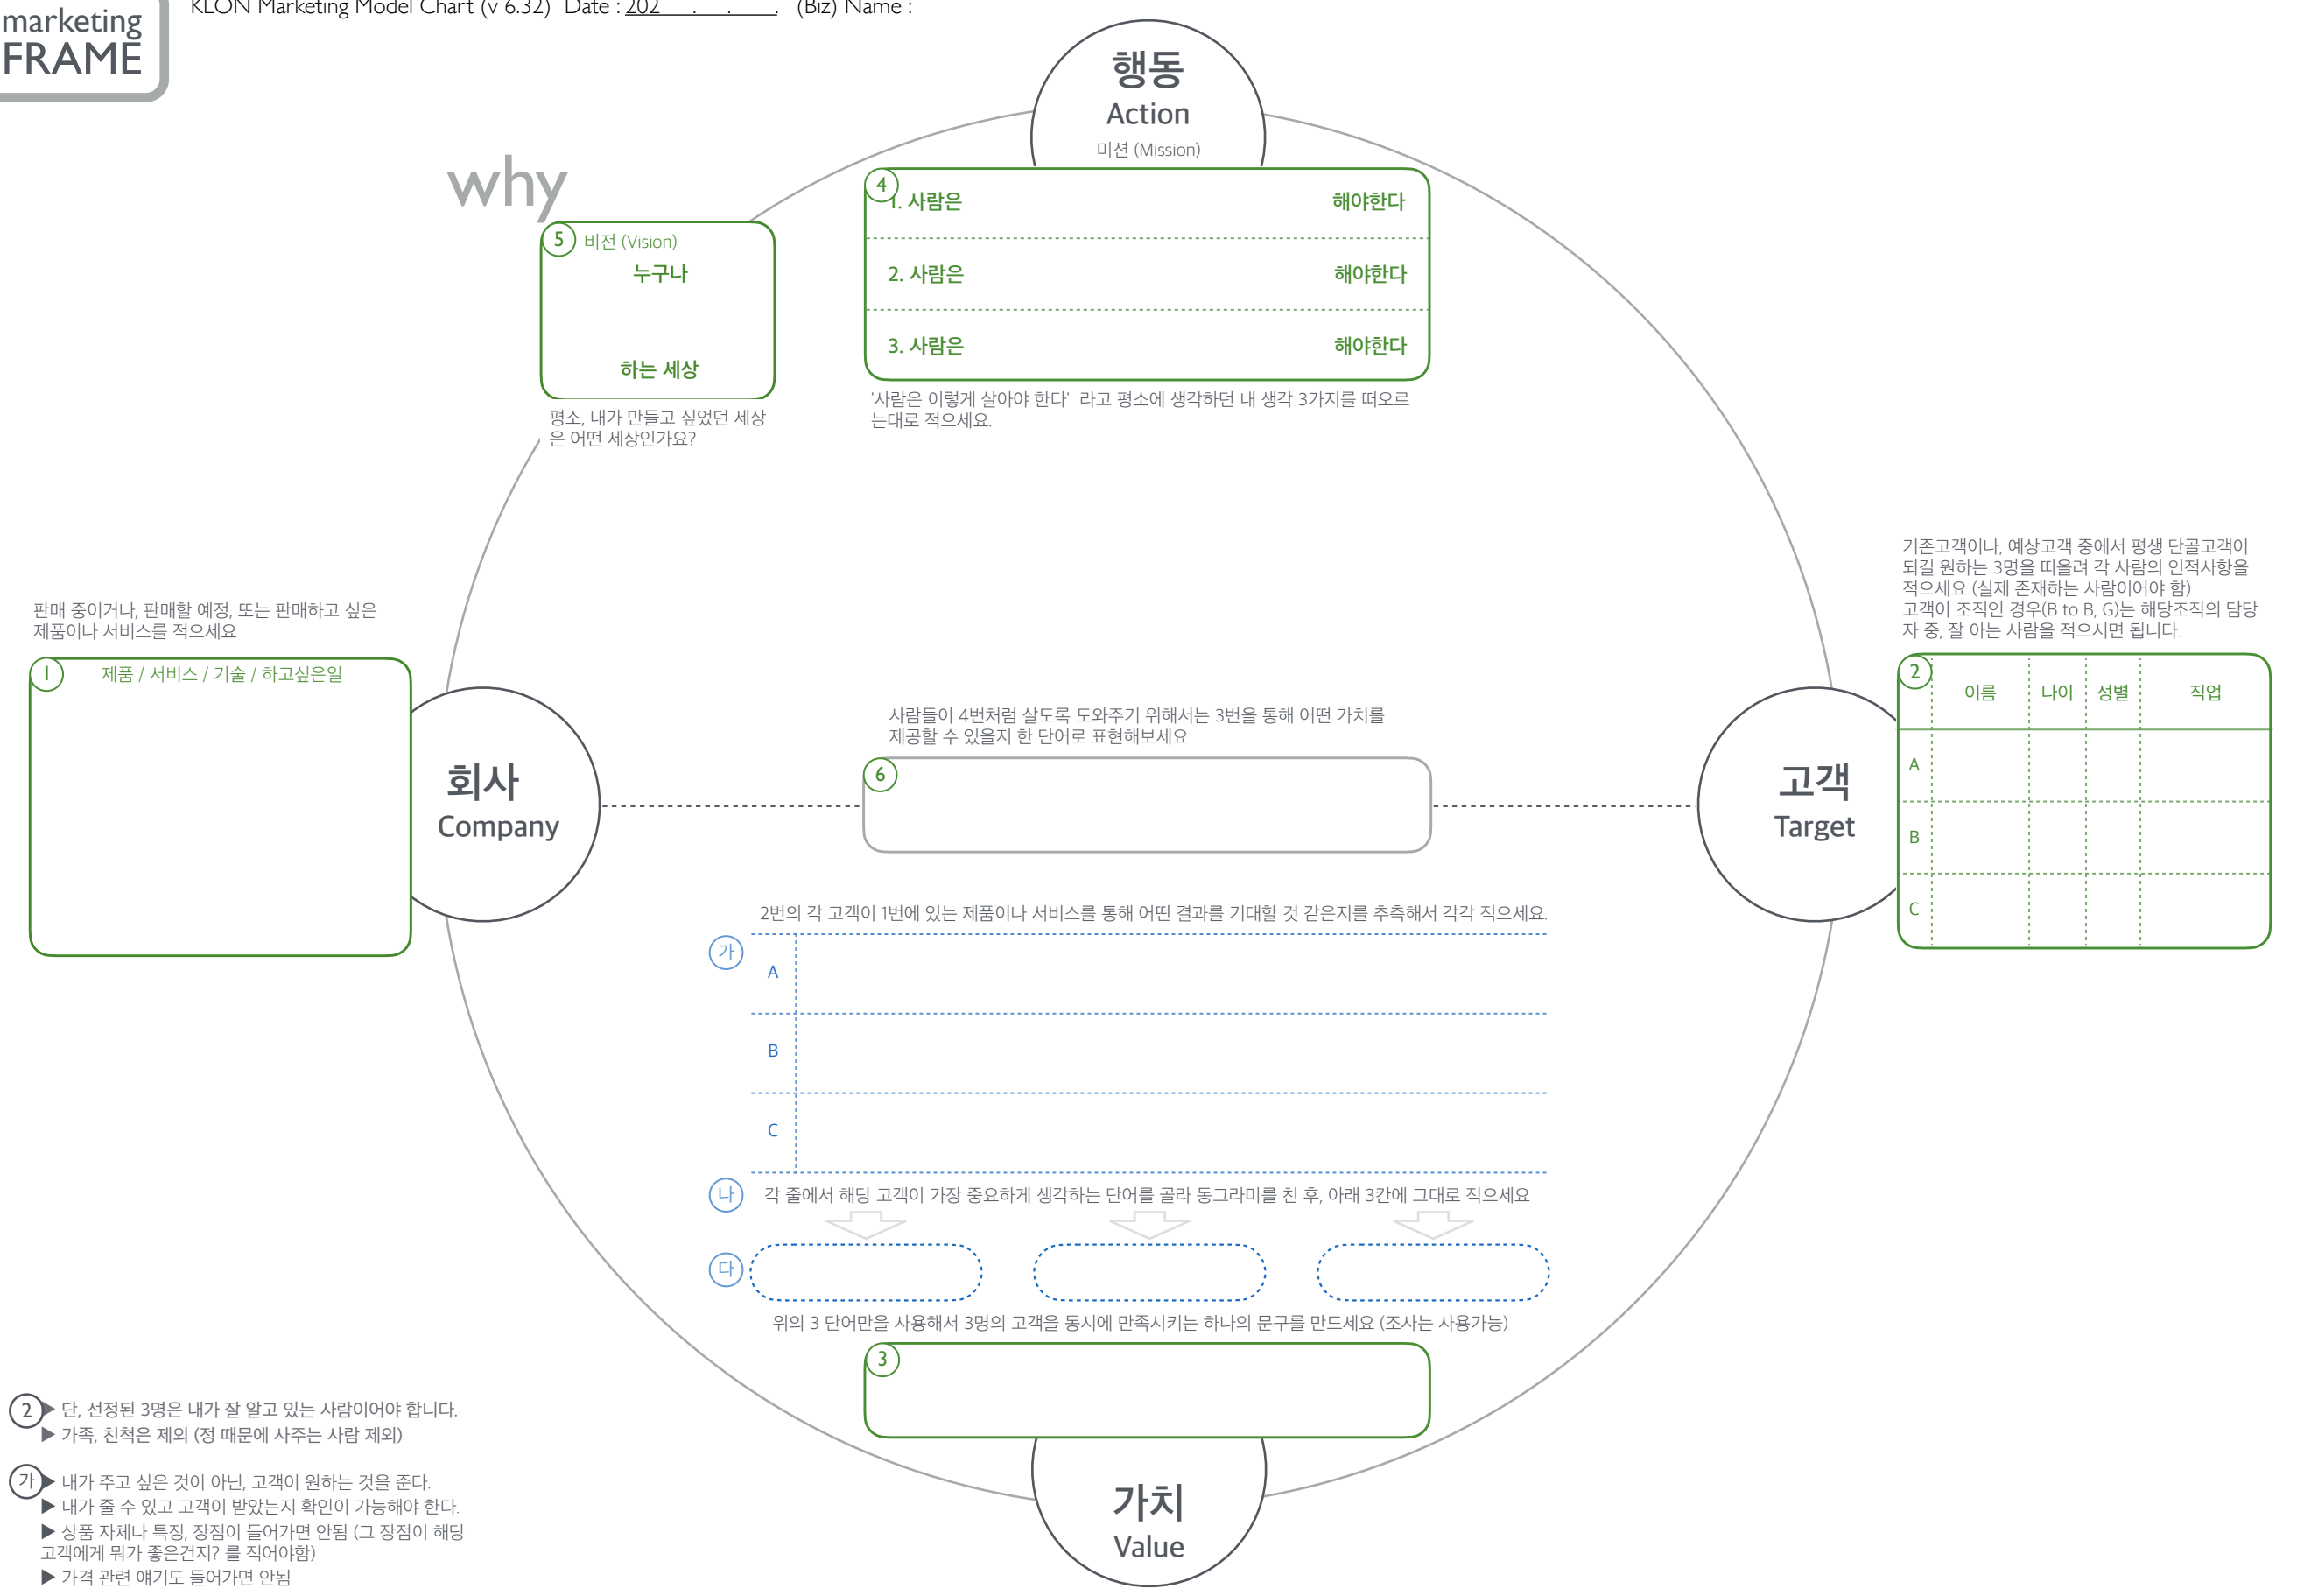 marketing
FRAME
KLON Marketing Model Chart (v 6.32) Date : 202 . . . (Biz) Name :
행동
Action
미션 (Mission)
why
4
1. 사람은 해야한다
2. 사람은 해야한다
3. 사람은 해야한다
'사람은 이렇게 살아야 한다' 라고 평소에 생각하던 내 생각 3가지를 떠오르
는대로 적으세요.
5 비전 (Vision)
누구나
하는 세상
평소, 내가 만들고 싶었던 세상
은 어떤 세상인가요?
판매 중이거나, 판매할 예정, 또는 판매하고 싶은
제품이나 서비스를 적으세요
1 제품 / 서비스 / 기술 / 하고싶은일
회사
Company
사람들이 4번처럼 살도록 도와주기 위해서는 3번을 통해 어떤 가치를
제공할 수 있을지 한 단어로 표현해보세요
6
기존고객이나, 예상고객 중에서 평생 단골고객이
되길 원하는 3명을 떠올려 각 사람의 인적사항을
적으세요 (실제 존재하는 사람이어야 함)
고객이 조직인 경우(B to B, G)는 해당조직의 담당
자 중, 잘 아는 사람을 적으시면 됩니다.
고객
Target
2 이름 나이 성별 직업
A
B
C
2번의 각 고객이 1번에 있는 제품이나 서비스를 통해 어떤 결과를 기대할 것 같은지를 추측해서 각각 적으세요.
가
A
B
C
나 각 줄에서 해당 고객이 가장 중요하게 생각하는 단어를 골라 동그라미를 친 후, 아래 3칸에 그대로 적으세요
다
위의 3 단어만을 사용해서 3명의 고객을 동시에 만족시키는 하나의 문구를 만드세요 (조사는 사용가능)
3
가치
Value
2 ▶ 단, 선정된 3명은 내가 잘 알고 있는 사람이어야 합니다.
▶ 가족, 친척은 제외 (정 때문에 사주는 사람 제외)
가 ▶ 내가 주고 싶은 것이 아닌, 고객이 원하는 것을 준다.
▶ 내가 줄 수 있고 고객이 받았는지 확인이 가능해야 한다.
▶ 상품 자체나 특징, 장점이 들어가면 안됨 (그 장점이 해당
고객에게 뭐가 좋은건지? 를 적어야함)
▶ 가격 관련 얘기도 들어가면 안됨